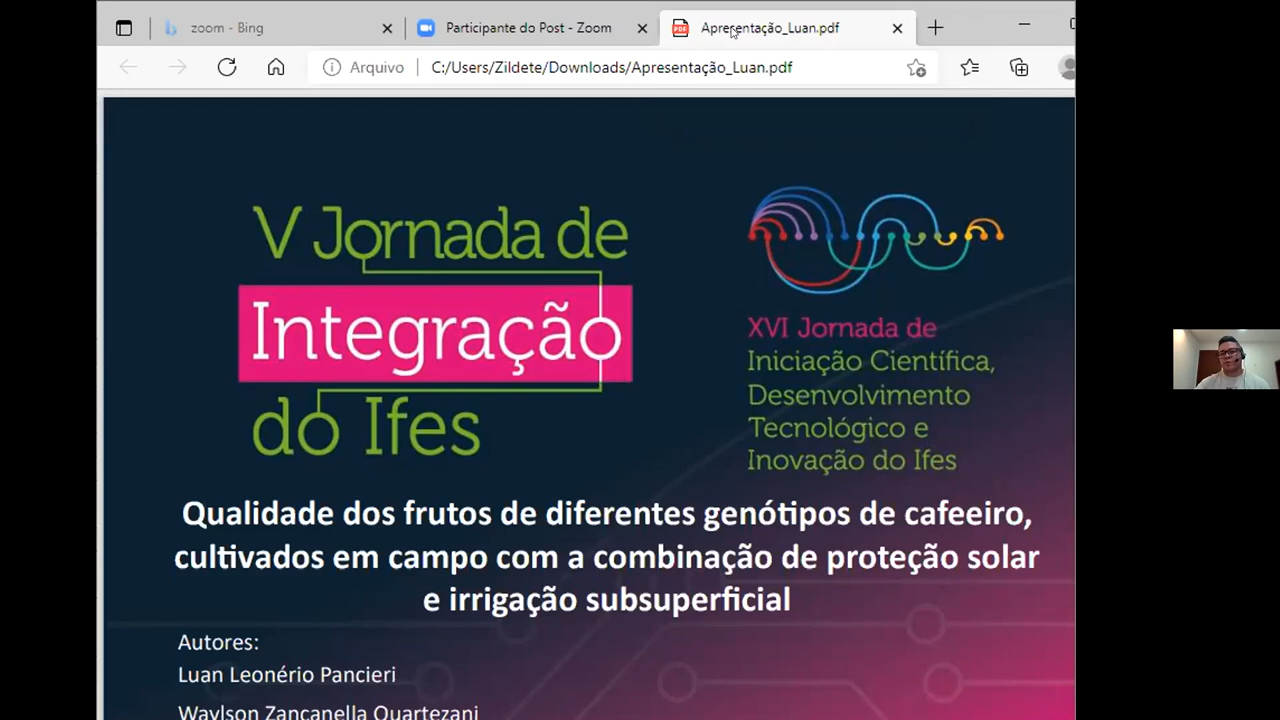 zoom - Bing
Participante do Post - Zoom
Apresentação_Luan.pdf
Arquivo
C:/Users/Zildete/Downloads/Apresentação_Luan.pdf
V Jornada de
Integração
do Ifes
XVI Jornada de
Iniciação Científica,
Desenvolvimento
Tecnológico e
Inovação do Ifes
Qualidade dos frutos de diferentes genótipos de cafeeiro,
cultivados em campo com a combinação de proteção solar
e irrigação subsuperficial
Autores:
Luan Leonério Pancieri
Waylson Zancanella Quartezani